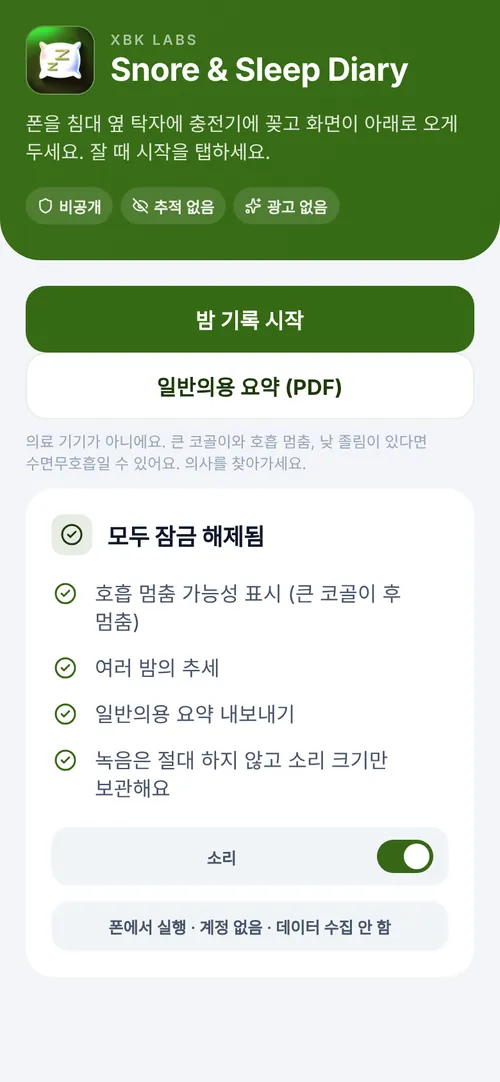 XBK LABS
Snore & Sleep Diary
폰을 침대 옆 탁자에 충전기에 꽂고 화면이 아래로 오게
두세요. 잘 때 시작을 탭하세요.
비공개
추적 없음
광고 없음
밤 기록 시작
일반의용 요약 (PDF)
의료 기기가 아니에요. 큰 코골이와 호흡 멈춤, 낮 졸림이 있다면
수면무호흡일 수 있어요. 의사를 찾아가세요.
모두 잠금 해제됨
호흡 멈춤 가능성 표시 (큰 코골이 후
멈춤)
여러 밤의 추세
일반의용 요약 내보내기
녹음은 절대 하지 않고 소리 크기만
보관해요
소리
폰에서 실행 · 계정 없음 · 데이터 수집 안 함